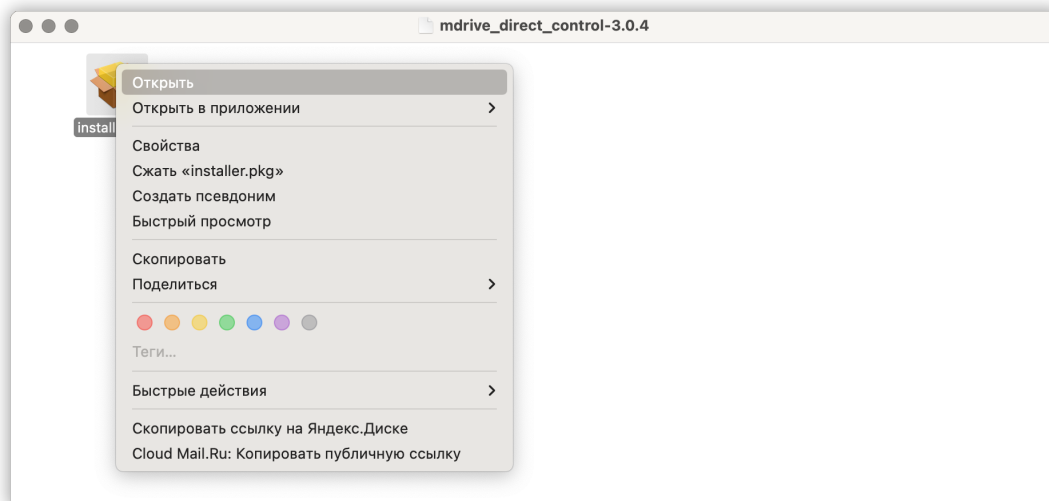 mdrive_direct_control-3.0.4
install
Открыть
Открыть в приложении
Свойства
Сжать «installer.pkg»
Создать псевдоним
Быстрый просмотр
Скопировать
Поделиться
Теги...
Быстрые действия
Скопировать ссылку на Яндекс.Диске
Cloud Mail.Ru: Копировать публичную ссылку